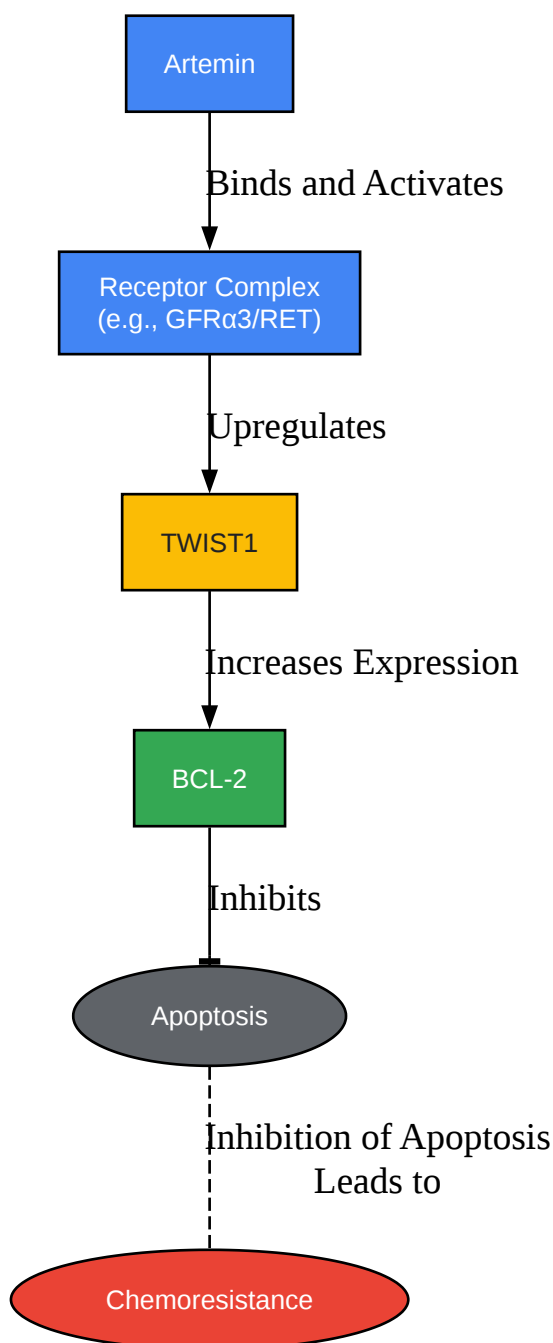 Artemin
Binds and Activates
Receptor Complex
(e.g., GFRα3/RET)
Upregulates
TWIST1
Increases Expression
BCL-2
Inhibits
Apoptosis
Inhibition of Apoptosis
Leads to
Chemoresistance